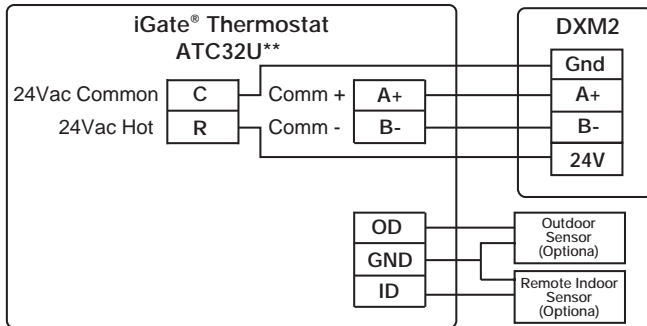 iGate® Thermostat
ATC32U**
DXM2
Gnd
24Vac Common
C
Comm +
A+
A+
24Vac Hot
R
Comm -
B-
B-
24V
OD
GND
ID
Outdoor
Sensor
(Optiona)
Remote Indoor
Sensor
(Optiona)